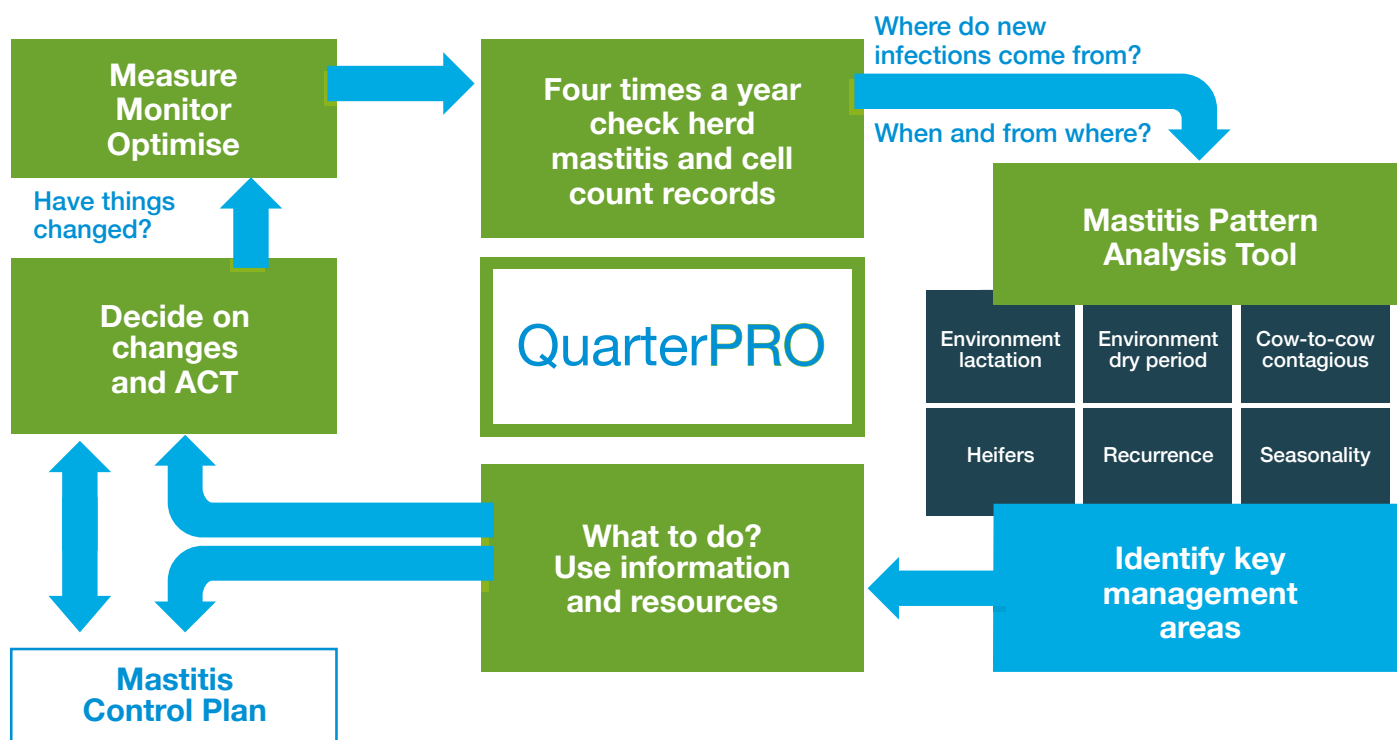 Measure
Monitor
Optimise
Four times a year
check herd
mastitis and cell
count records
Where do new
infections come from?
When and from where?
Mastitis Pattern
Analysis Tool
Environment
lactation
Environment
dry period
Cow-to-cow
contagious
Heifers
Recurrence
Seasonality
Identify key
management
areas
What to do?
Use information
and resources
Decide on
changes
and ACT
Have things
changed?
Mastitis
Control Plan
QuarterPRO